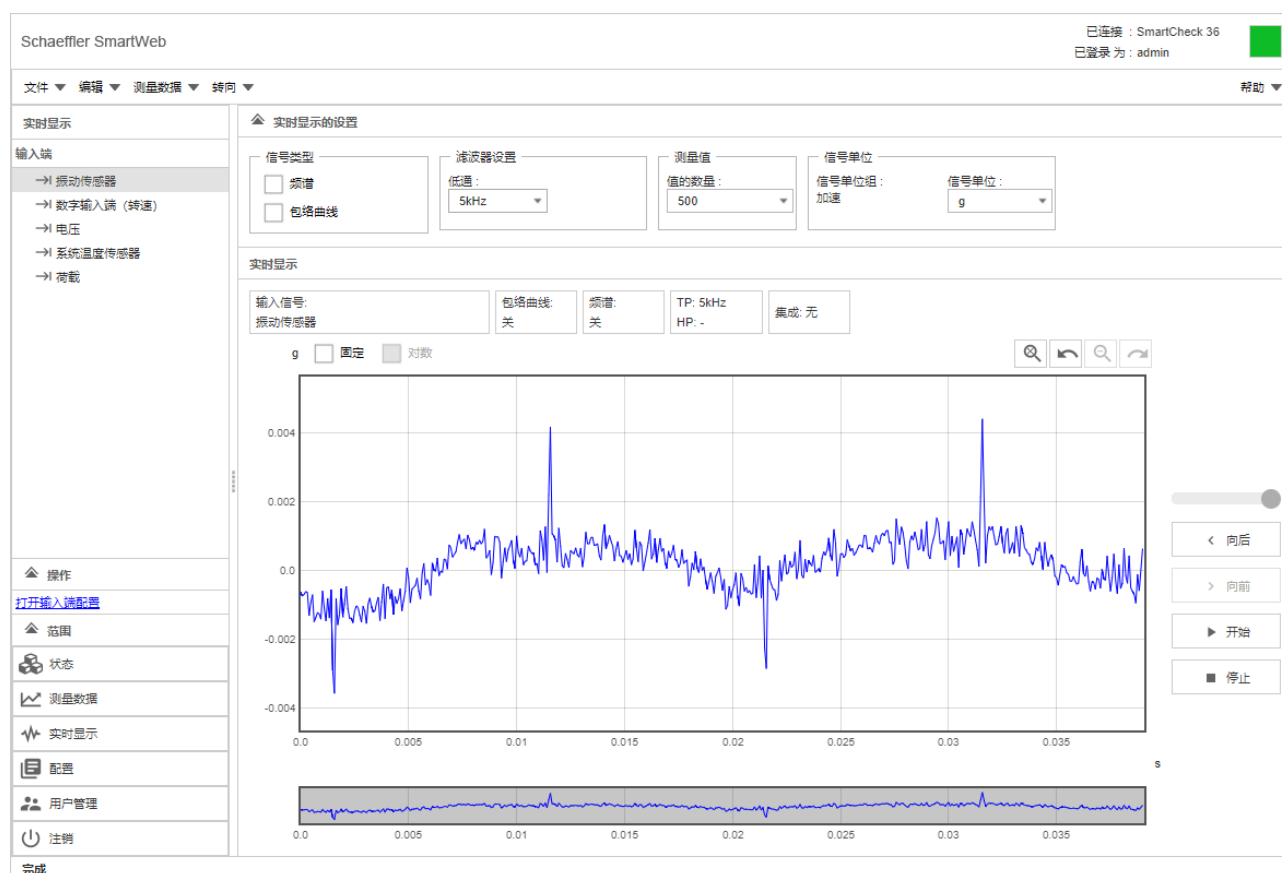 Schaeffler SmartWeb
已连接 : SmartCheck 36
已登录 为 : admin
文件 编辑 测量数据 转向 帮助
实时显示
输入端
振动传感器
数字输入端（转速）
电压
系统温度传感器
荷载
操作
打开输入端配置
范围
状态
测量数据
实时显示
配置
用户管理
注销
实时显示的设置
信号类型
频谱
包络曲线
滤波器设置
低通 :
5kHz
测量值
值的数量 :
500
信号单位
信号单位组 :
加速
信号单位 :
g
实时显示
输入信号:
振动传感器
包络曲线:
关
频谱:
关
TP: 5kHz
HP: -
集成: 无
g 固定 对数
0.004
0.002
0.0
-0.002
-0.004
0.0 0.005 0.01 0.015 0.02 0.025 0.03 0.035
s
0.0 0.005 0.01 0.015 0.02 0.025 0.03 0.035
向后
向前
开始
停止
完成